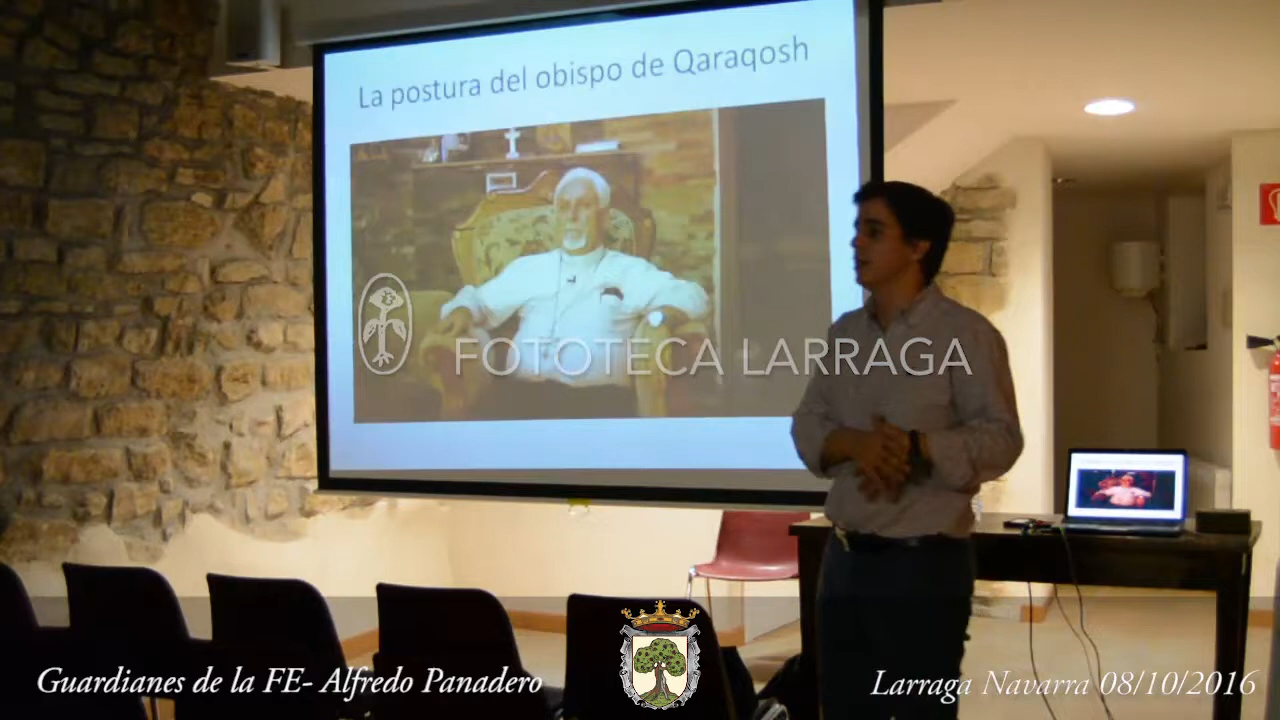 La postura del obispo de Qaraqosh
FOTOTECA LARRAGA
Guardianes de la FE- Alfredo Panadero
Larraga Navarra 08/10/2016